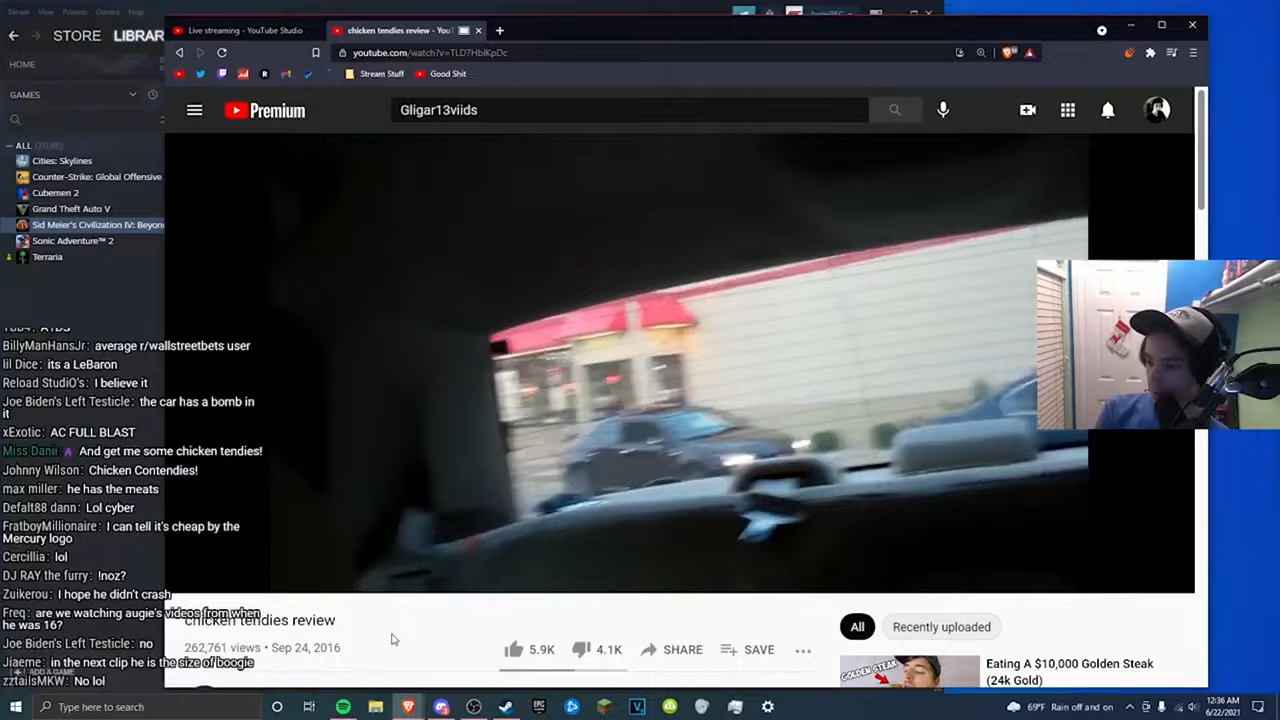 STORE
LIBRAR
HOME
GAMES
ALL
Cities: Skylines
Counter-Strike: Global Offensive
Cubemen 2
Grand Theft Auto V
Sid Meier's Civilization IV: Beyon
Sonic Adventure™ 2
Terraria
Live streaming - YouTube Studio
chicken tendies review - YouT
youtube.com/watch?v=TLD7HblKpDc
Stream Stuff
Good Shit
Premium
Gligar13viids
BillyMansHansJr: average r/wallstreetbets user
lil Dice: its a LeBaron
Reload StudiO's: I believe it
Joe Biden's Left Testicle: the car has a bomb in
it
xExotic: AC FULL BLAST
Miss Danii: And get me some chicken tendies!
Johnny Wilson: Chicken Contendies!
max miller: he has the meats
Defalt88 dann: Lol cyber
FratboyMillionaire: I can tell it's cheap by the
Mercury logo
Cercillia: lol
DJ RAY the furry: !noz?
Zuikerou: I hope he didn't crash
Freq: are we watching augie's videos from when
he was 16?
Joe Biden's Left Testicle: no
Jiaeme: in the next clip he is the size of boogie
zztailsMKW: No lol
chicken tendies review
262,761 views • Sep 24, 2016
5.9K
4.1K
SHARE
SAVE
All
Recently uploaded
GOLDEN STEAK
Eating A $10,000 Golden Steak
(24k Gold)
Type here to search
69°F Rain off and on
12:36 AM
6/22/2021